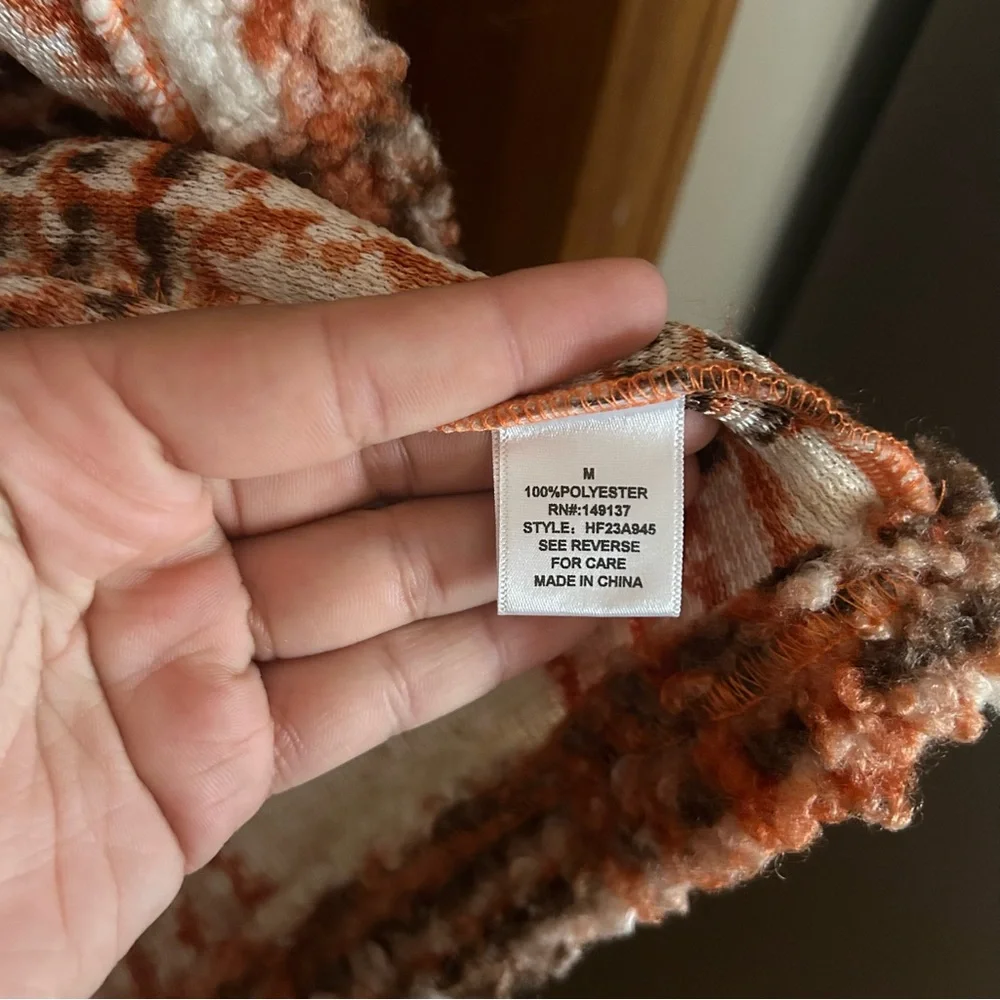 M
100%POLYESTER
RN#:149137
STYLE: HF23A945
SEE REVERSE
FOR CARE
MADE IN CHINA